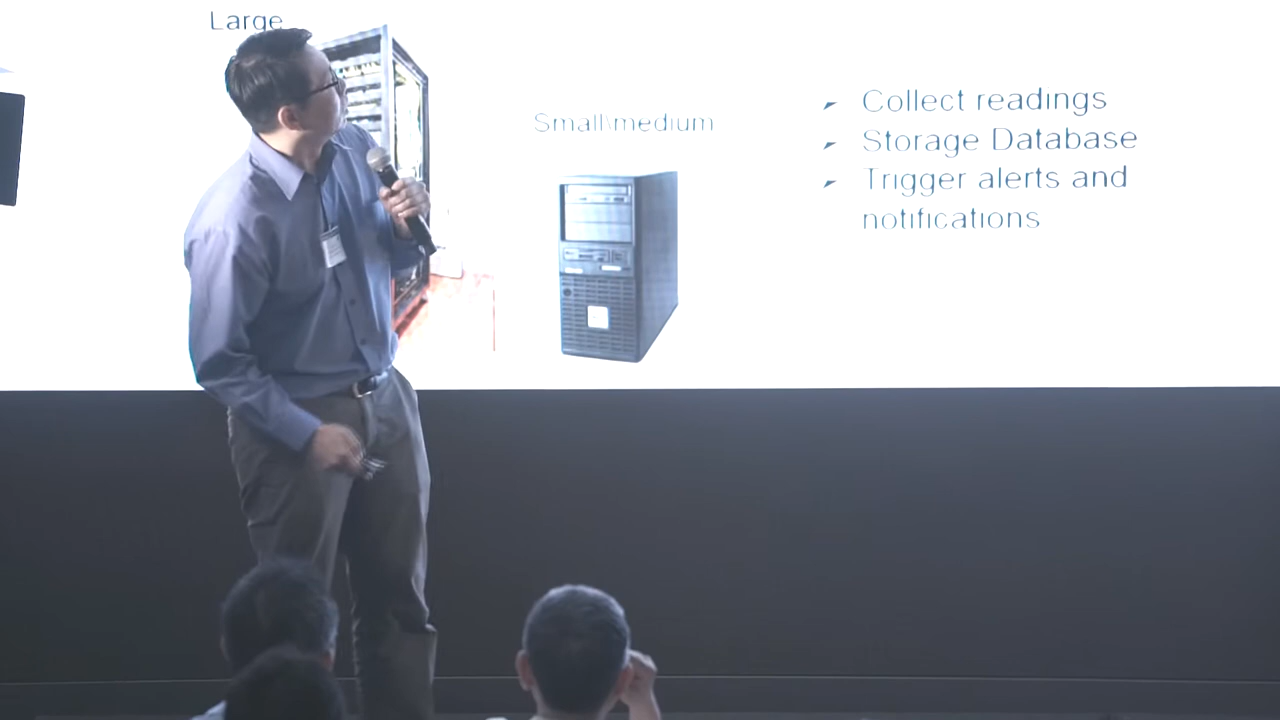 Large
Small\medium
Collect readings
Storage Database
Trigger alerts and
notifications